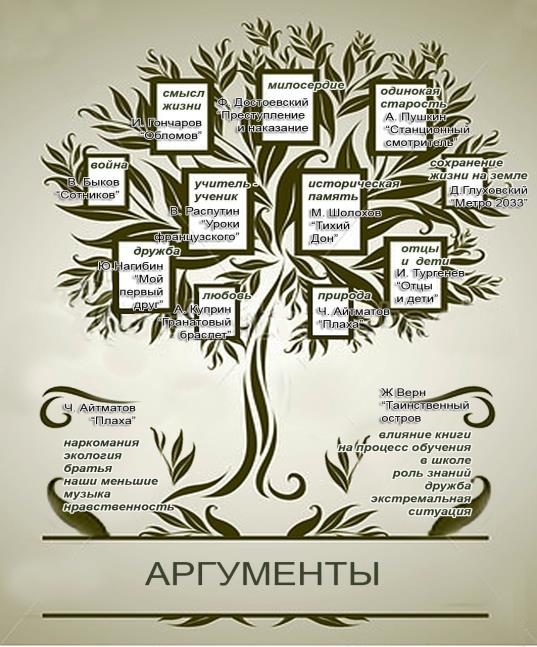 смысл
жизни
И. Гончаров
"Обломов"
милосердие
Ф. Достоевский
"Преступление
и наказание
одинокая
старость
А. Пушкин
"Станционный
смотритель"
война
В. Быков
"Сотников"
учитель -
ученик
В. Распутин
"Уроки
французского"
историческая
память
М. Шолохов
"Тихий
Дон"
сохранение
жизни на земле
Д.Глуховский
"Метро 2033"
дружба
Ю.Нагибин
"Мой
первый
друг"
любовь
А. Куприн
"Гранатовый
браслет"
природа
Ч. Айтматов
"Плаха"
отцы
и дети
И. Тургенев
"Отцы
и дети"
Ч. Айтматов
"Плаха"
наркомания
экология
братья
наши меньшие
музыка
нравственность
Ж Верн
"Таинственный
остров
влияние книги
на процесс обучения
в школе
роль знаний
дружба
экстремальная
ситуация
АРГУМЕНТЫ